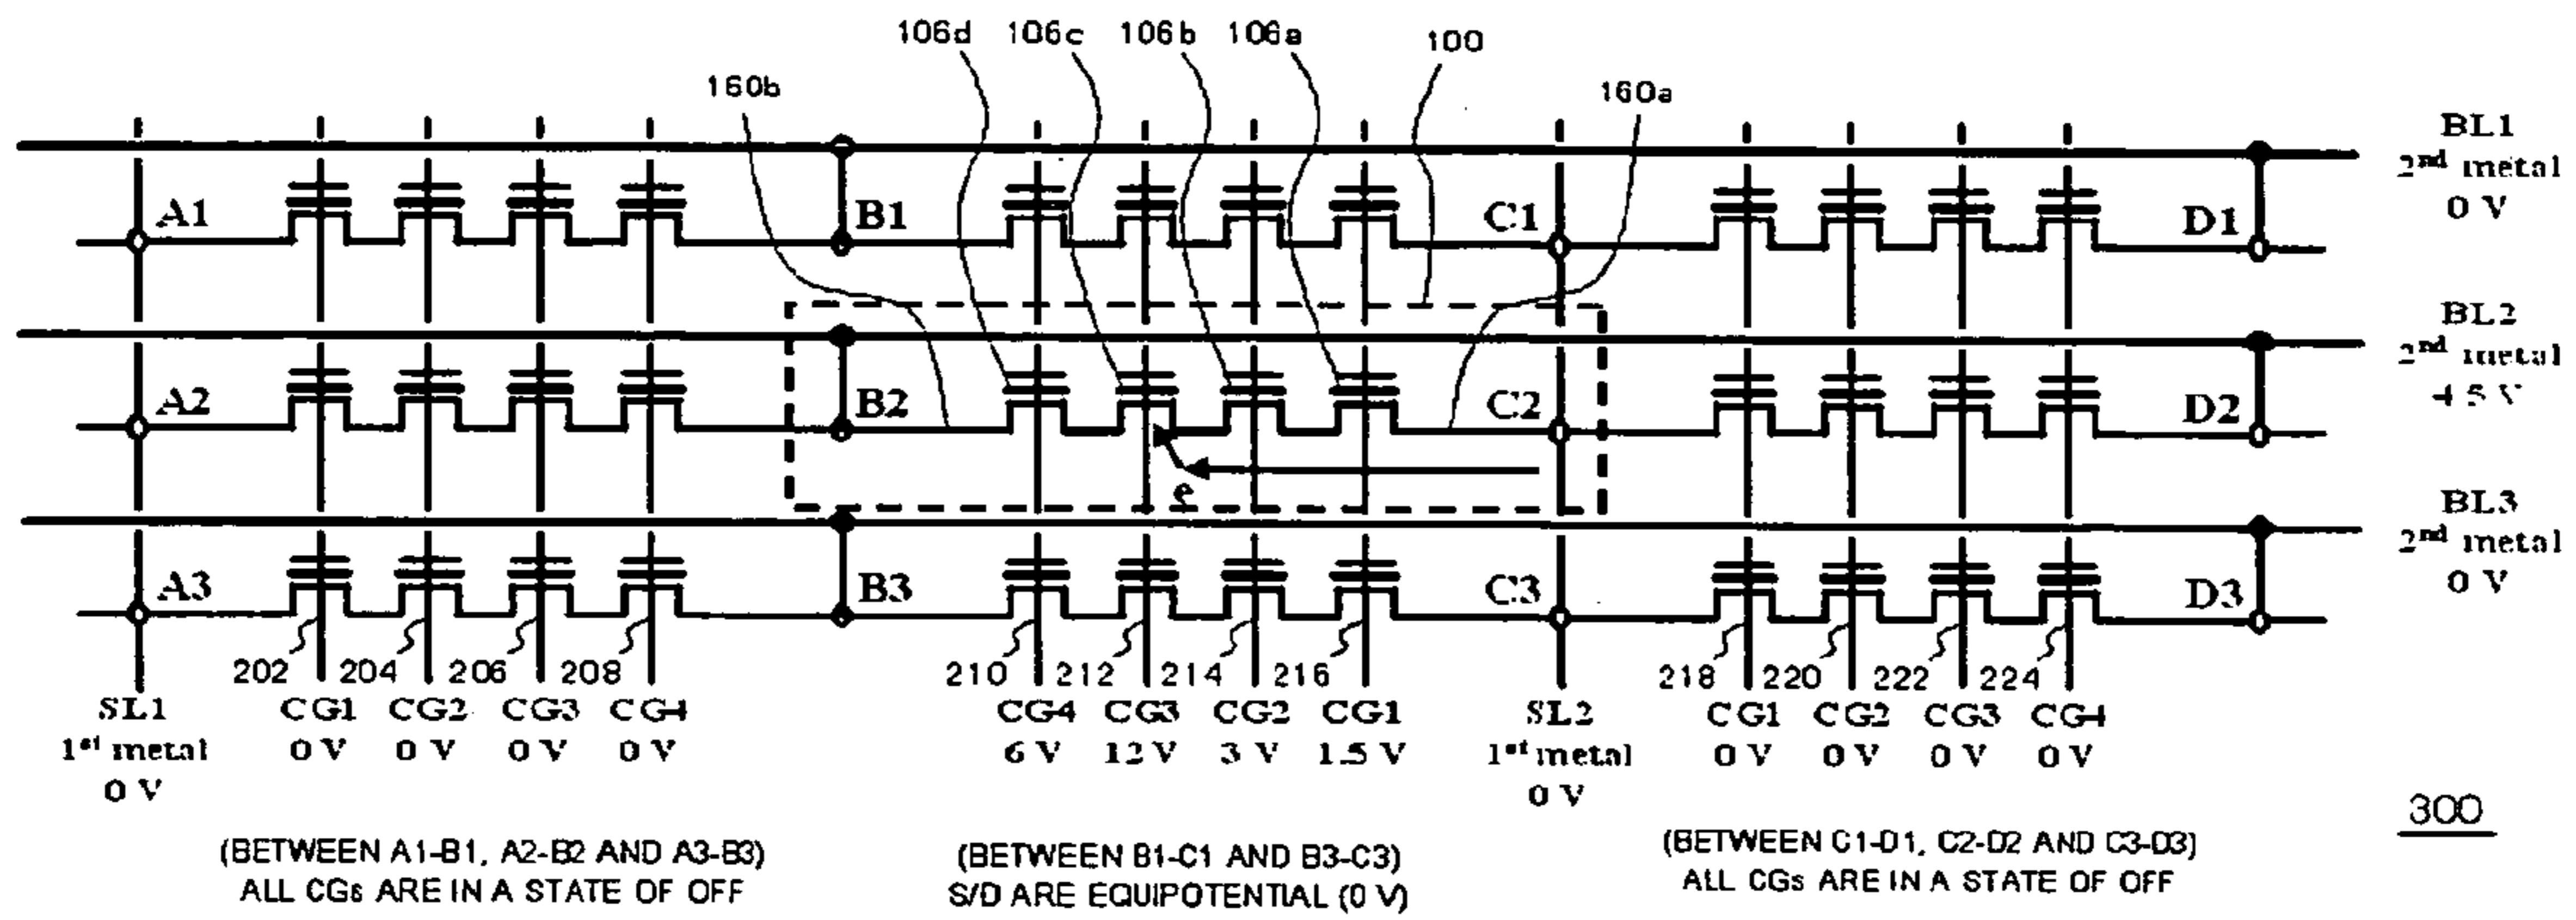 106d 106c 106b 106a 100
160b 160a
BL1
2nd metal
0 V
A1 B1 C1 D1
BL2
2nd metal
4.5 V
A2 B2 C2 D2
e
BL3
2nd metal
0 V
A3 B3 C3 D3
202 204 206 208 210 212 214 216 218 220 222 224
SL1 CG1 CG2 CG3 CG4 CG4 CG3 CG2 CG1 SL2 CG1 CG2 CG3 CG4
1st metal 0 V 0 V 0 V 0 V 6 V 12 V 3 V 1.5 V 1st metal 0 V 0 V 0 V 0 V
0 V 0 V
300
(BETWEEN A1-B1, A2-B2 AND A3-B3)
ALL CGs ARE IN A STATE OF OFF
(BETWEEN B1-C1 AND B3-C3)
S/D ARE EQUIPOTENTIAL (0 V)
(BETWEEN C1-D1, C2-D2 AND C3-D3)
ALL CGs ARE IN A STATE OF OFF